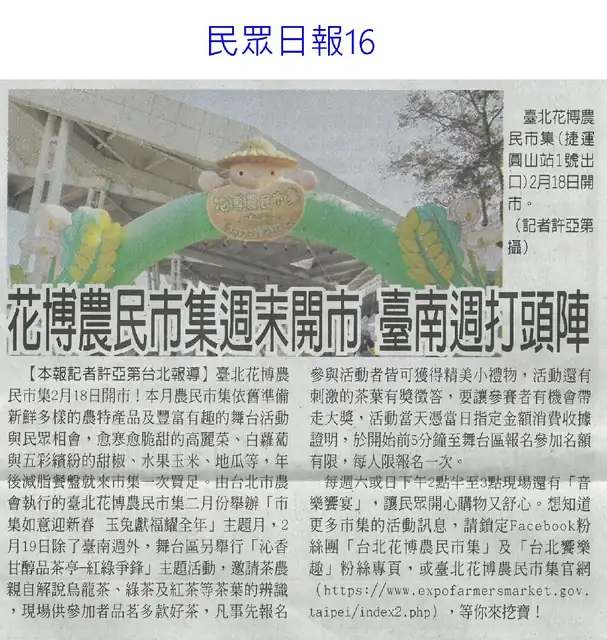 民眾日報16
花博農民市集
臺北花博農
民市集(捷運
圓山站1號出
口)2月18日開
市。
(記者許亞第
攝)
花博農民市集週末開市 臺南週打頭陣
【本報記者許亞第台北報導】臺北花博農
民市集2月18日開市！本月農民市集依舊準備
新鮮多樣的農特產品及豐富有趣的舞台活動
與民眾相會，愈寒愈脆甜的高麗菜、白蘿蔔
與五彩繽紛的甜椒、水果玉米、地瓜等，年
後減脂餐盤就來市集一次買足。由台北市農
會執行的臺北花博農民市集二月份舉辦「市
集如意迎新春 玉兔獻福耀全年」主題月，2
月19日除了臺南週外，舞台區另舉行「沁香
甘醇品茶亭—紅綠爭鋒」主題活動，邀請茶農
親自解說烏龍茶、綠茶及紅茶等茶葉的辨識
，現場供參加者品茗多款好茶，凡事先報名
參與活動者皆可獲得精美小禮物，活動還有
刺激的茶葉有獎徵答，要讓參賽者有機會帶
走大獎，活動當天憑當日指定金額消費收據
證明，於開始前5分鐘至舞台區報名參加名額
有限，每人限報名一次。
每週六或日下午2點半至3點現場還有「音
樂饗宴」，讓民眾開心購物又舒心。想知道
更多市集的活動訊息，請鎖定Facebook粉
絲團「台北花博農民市集」及「台北饗樂
趣」粉絲專頁，或臺北花博農民市集官網
(https://www.expofarmersmarket.gov.
taipei/index2.php)，等你來挖寶！